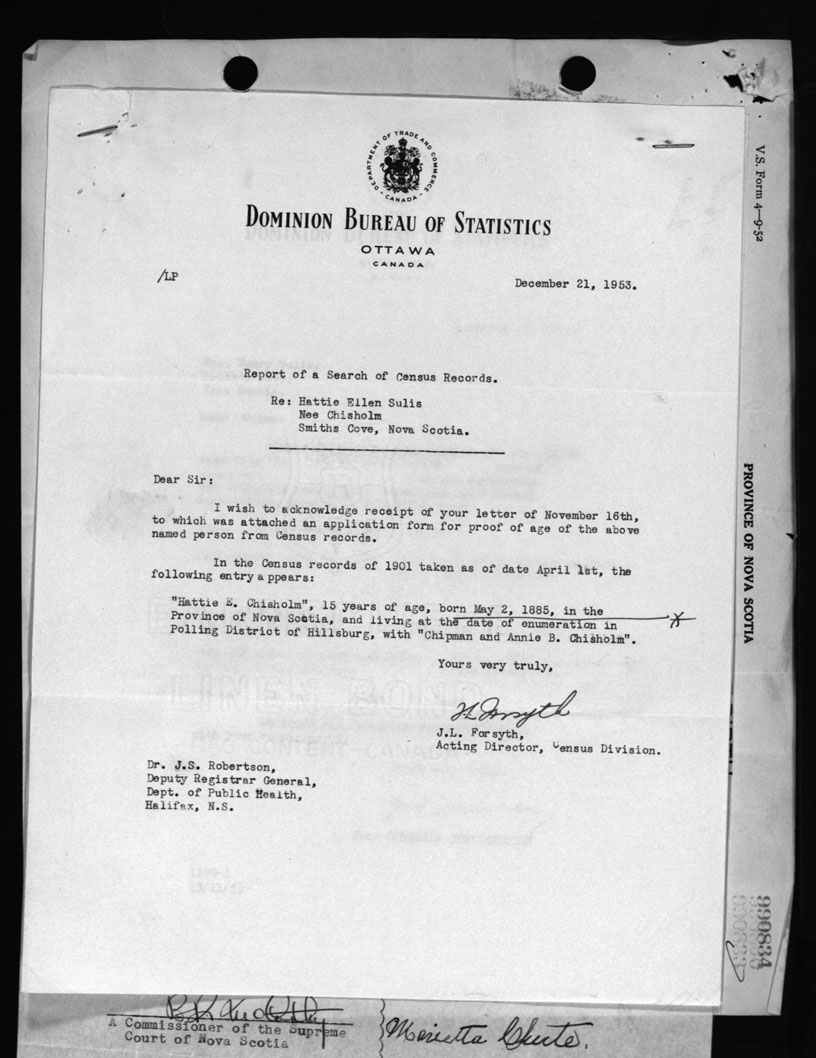 DEPARTMENT OF TRADE AND COMMERCE
- CANADA -
DOMINION BUREAU OF STATISTICS
OTTAWA
CANADA
/LP
December 21, 1953.
Report of a Search of Census Records.
Re: Hattie Ellen Sulis
Nee Chisholm
Smiths Cove, Nova Scotia.
Dear Sir:
I wish to acknowledge receipt of your letter of November 16th,
to which was attached an application form for proof of age of the above
named person from Census records.
In the Census records of 1901 taken as of date April 1st, the
following entry appears:
"Hattie E. Chisholm", 15 years of age, born May 2, 1885, in the
Province of Nova Scotia, and living at the date of enumeration in
Polling District of Hillsburg, with "Chipman and Annie B. Chisholm".
X
Yours very truly,
JL Forsyth
J.L. Forsyth,
Acting Director, Census Division.
Dr. J.S. Robertson,
Deputy Registrar General,
Dept. of Public Health,
Halifax, N.S.
A Commissioner of the Supreme
Court of Nova Scotia
Marietta Chute.
V.S. Form 4—9-52
PROVINCE OF NOVA SCOTIA
990834